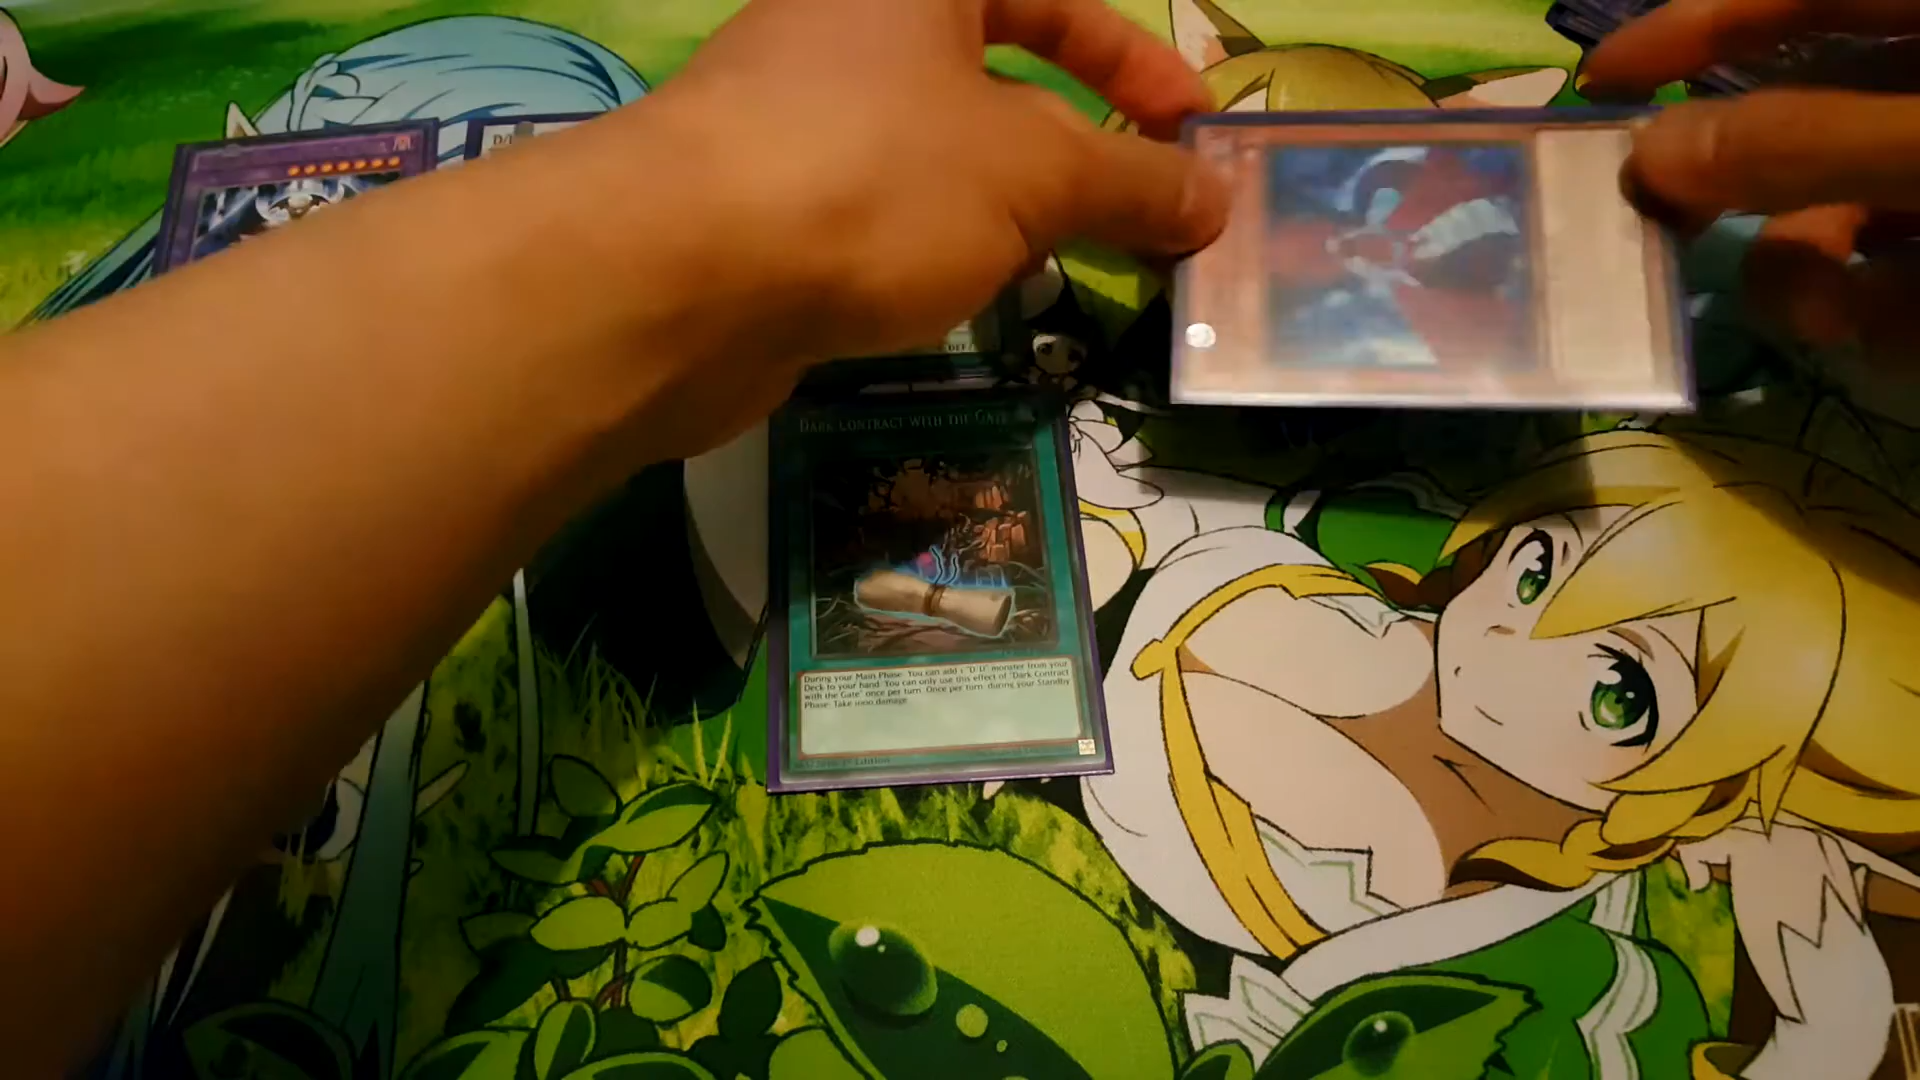 D/D
DEF/
DARK CONTRACT WITH THE GATE
During your Main Phase: You can add 1 "D/D" monster from your
Deck to your hand. You can only use this effect of "Dark Contract
with the Gate" once per turn. Once per turn, during your Standby
Phase: Take 1000 damage.
Edition